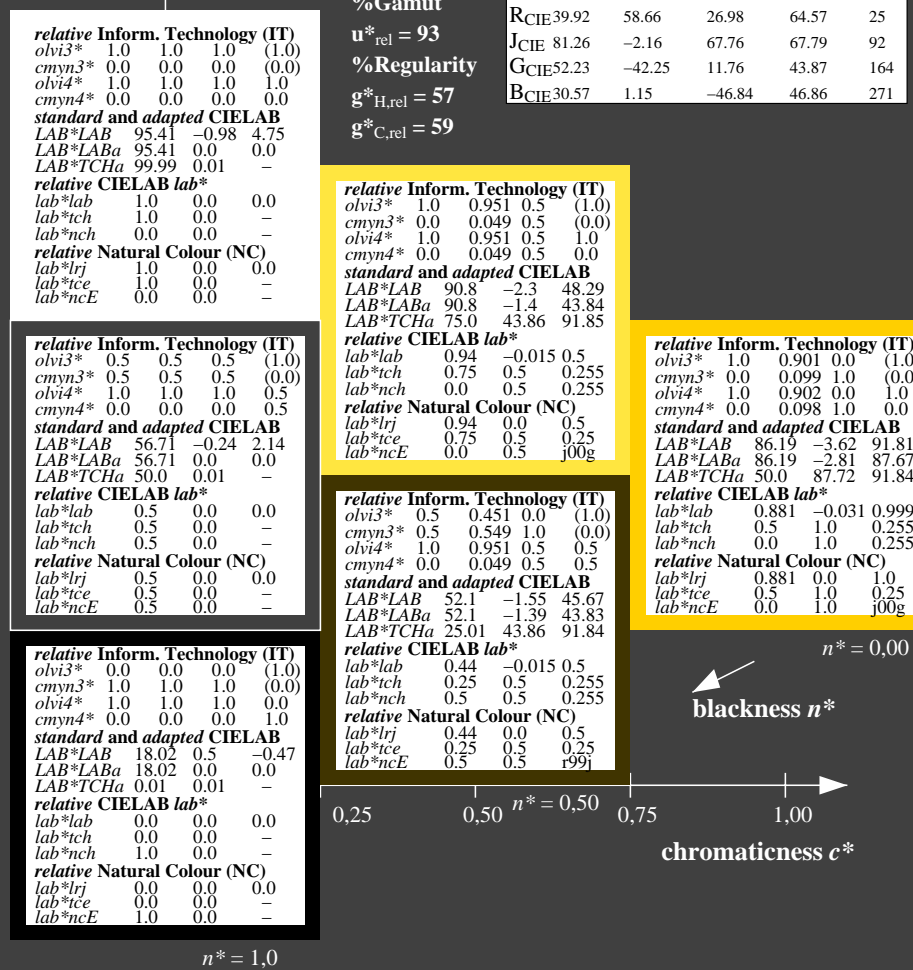 %Gamut
u*rel = 93
%Regularity
g*H,rel = 57
g*C,rel = 59
RCIE 39.92 58.66 26.98 64.57 25
JCIE 81.26 −2.16 67.76 67.79 92
GCIE 52.23 −42.25 11.76 43.87 164
BCIE 30.57 1.15 −46.84 46.86 271
relative Inform. Technology (IT)
olvi3* 1.0 1.0 1.0 (1.0)
cmyn3* 0.0 0.0 0.0 (0.0)
olvi4* 1.0 1.0 1.0 1.0
cmyn4* 0.0 0.0 0.0 0.0
standard and adapted CIELAB
LAB*LAB 95.41 −0.98 4.75
LAB*LABa 95.41 0.0 0.0
LAB*TCHa 99.99 0.01 –
relative CIELAB lab*
lab*lab 1.0 0.0 0.0
lab*tch 1.0 0.0 –
lab*nch 0.0 0.0 –
relative Natural Colour (NC)
lab*lrj 1.0 0.0 0.0
lab*tce 1.0 0.0 –
lab*ncE 0.0 0.0 –
relative Inform. Technology (IT)
olvi3* 1.0 0.951 0.5 (1.0)
cmyn3* 0.0 0.049 0.5 (0.0)
olvi4* 1.0 0.951 0.5 1.0
cmyn4* 0.0 0.049 0.5 0.0
standard and adapted CIELAB
LAB*LAB 90.8 −2.3 48.29
LAB*LABa 90.8 −1.4 43.84
LAB*TCHa 75.0 43.86 91.85
relative CIELAB lab*
lab*lab 0.94 −0.015 0.5
lab*tch 0.75 0.5 0.255
lab*nch 0.0 0.5 0.255
relative Natural Colour (NC)
lab*lrj 0.94 0.0 0.5
lab*tce 0.75 0.5 0.25
lab*ncE 0.0 0.5 j00g
relative Inform. Technology (IT)
olvi3* 0.5 0.5 0.5 (1.0)
cmyn3* 0.5 0.5 0.5 (0.0)
olvi4* 1.0 1.0 1.0 0.5
cmyn4* 0.0 0.0 0.0 0.5
standard and adapted CIELAB
LAB*LAB 56.71 −0.24 2.14
LAB*LABa 56.71 0.0 0.0
LAB*TCHa 50.0 0.01 –
relative CIELAB lab*
lab*lab 0.5 0.0 0.0
lab*tch 0.5 0.0 –
lab*nch 0.5 0.0 –
relative Natural Colour (NC)
lab*lrj 0.5 0.0 0.0
lab*tce 0.5 0.0 –
lab*ncE 0.5 0.0 –
relative Inform. Technology (IT)
olvi3* 1.0 0.901 0.0 (1.0
cmyn3* 0.0 0.099 1.0 (0.0
olvi4* 1.0 0.902 0.0 1.0
cmyn4* 0.0 0.098 1.0 0.0
standard and adapted CIELAB
LAB*LAB 86.19 −3.62 91.81
LAB*LABa 86.19 −2.81 87.67
LAB*TCHa 50.0 87.72 91.84
relative CIELAB lab*
lab*lab 0.881 −0.031 0.999
lab*tch 0.5 1.0 0.255
lab*nch 0.0 1.0 0.255
relative Natural Colour (NC)
lab*lrj 0.881 0.0 1.0
lab*tce 0.5 1.0 0.25
lab*ncE 0.0 1.0 j00g
relative Inform. Technology (IT)
olvi3* 0.5 0.451 0.0 (1.0)
cmyn3* 0.5 0.549 1.0 (0.0)
olvi4* 1.0 0.951 0.5 0.5
cmyn4* 0.0 0.049 0.5 0.5
standard and adapted CIELAB
LAB*LAB 52.1 −1.55 45.67
LAB*LABa 52.1 −1.39 43.83
LAB*TCHa 25.01 43.86 91.84
relative CIELAB lab*
lab*lab 0.44 −0.015 0.5
lab*tch 0.25 0.5 0.255
lab*nch 0.5 0.5 0.255
relative Natural Colour (NC)
lab*lrj 0.44 0.0 0.5
lab*tce 0.25 0.5 0.25
lab*ncE 0.5 0.5 r99j
n* = 0,00
blackness n*
relative Inform. Technology (IT)
olvi3* 0.0 0.0 0.0 (1.0)
cmyn3* 1.0 1.0 1.0 (0.0)
olvi4* 1.0 1.0 1.0 0.0
cmyn4* 0.0 0.0 0.0 1.0
standard and adapted CIELAB
LAB*LAB 18.02 0.5 −0.47
LAB*LABa 18.02 0.0 0.0
LAB*TCHa 0.01 0.01 –
relative CIELAB lab*
lab*lab 0.0 0.0 0.0
lab*tch 0.0 0.0 –
lab*nch 1.0 0.0 –
relative Natural Colour (NC)
lab*lrj 0.0 0.0 0.0
lab*tce 0.0 0.0 –
lab*ncE 1.0 0.0 –
0,25 0,50 n* = 0,50 0,75 1,00
chromaticness c*
n* = 1,0